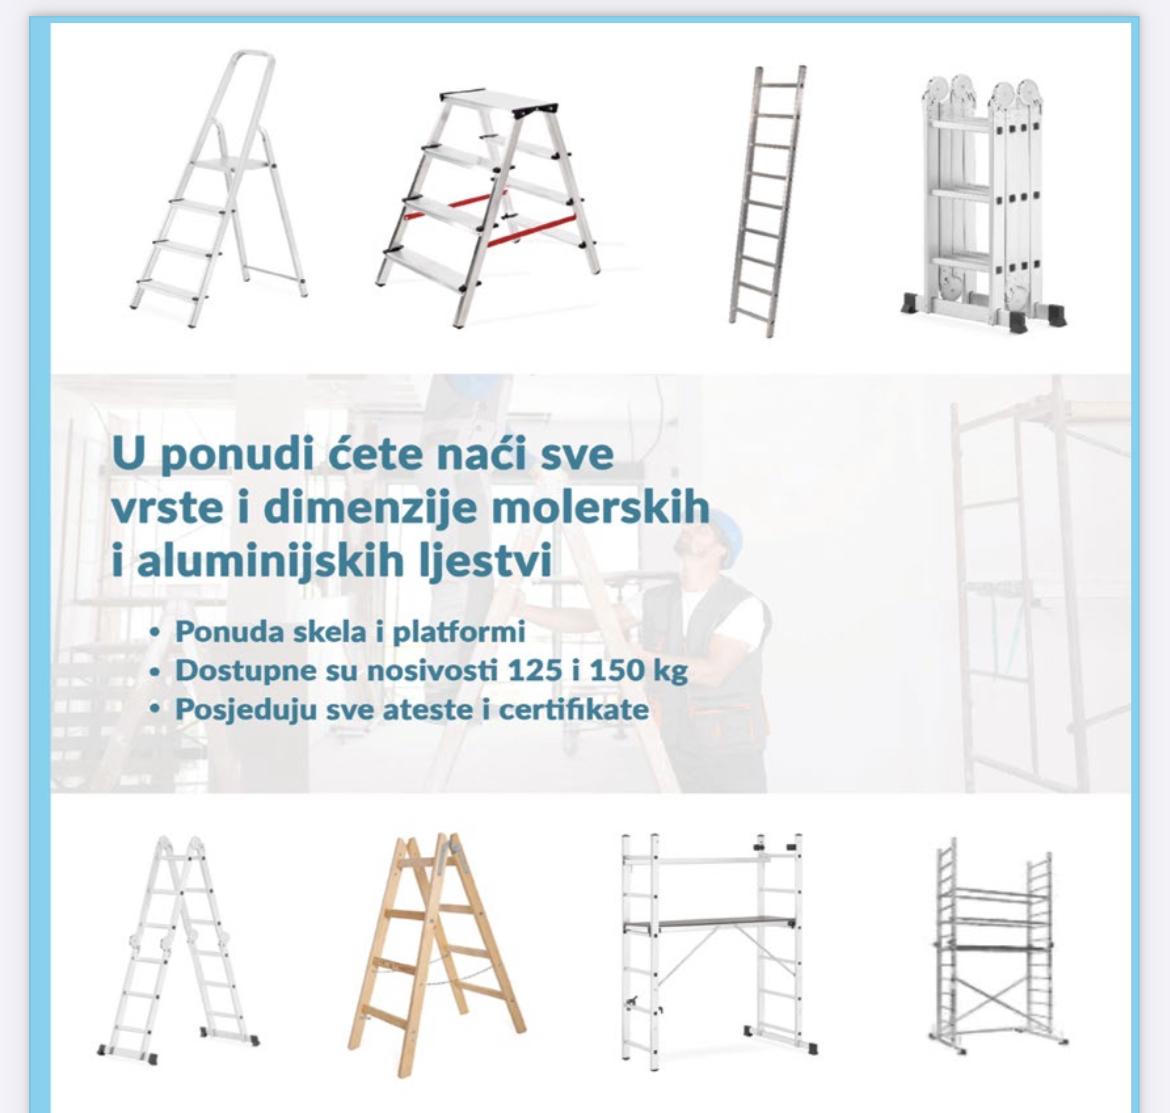 U ponudi ćete naći sve
vrste i dimenzije molerskih
i aluminijskih ljestvi
• Ponuda skela i platformi
• Dostupne su nosivosti 125 i 150 kg
• Posjeduju sve ateste i certifikate